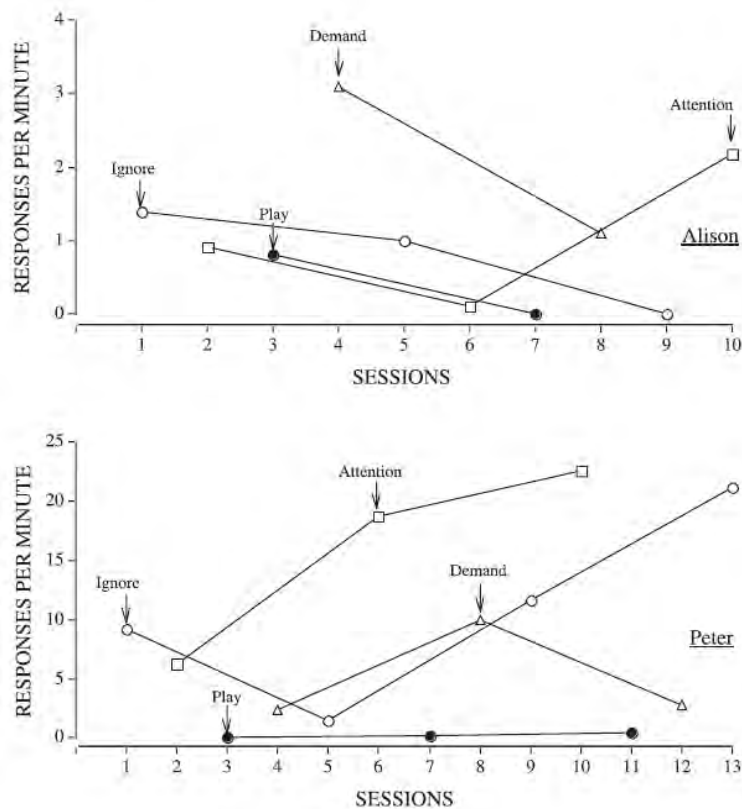 4
Demand
3
Attention
RESPONSES PER MINUTE
2
Ignore
Play
1
Alison
0
1 2 3 4 5 6 7 8 9 10
SESSIONS
25
Attention
20
RESPONSES PER MINUTE
15
Ignore
Demand
10
Peter
5
Play
0
1 2 3 4 5 6 7 8 9 10 11 12 13
SESSIONS